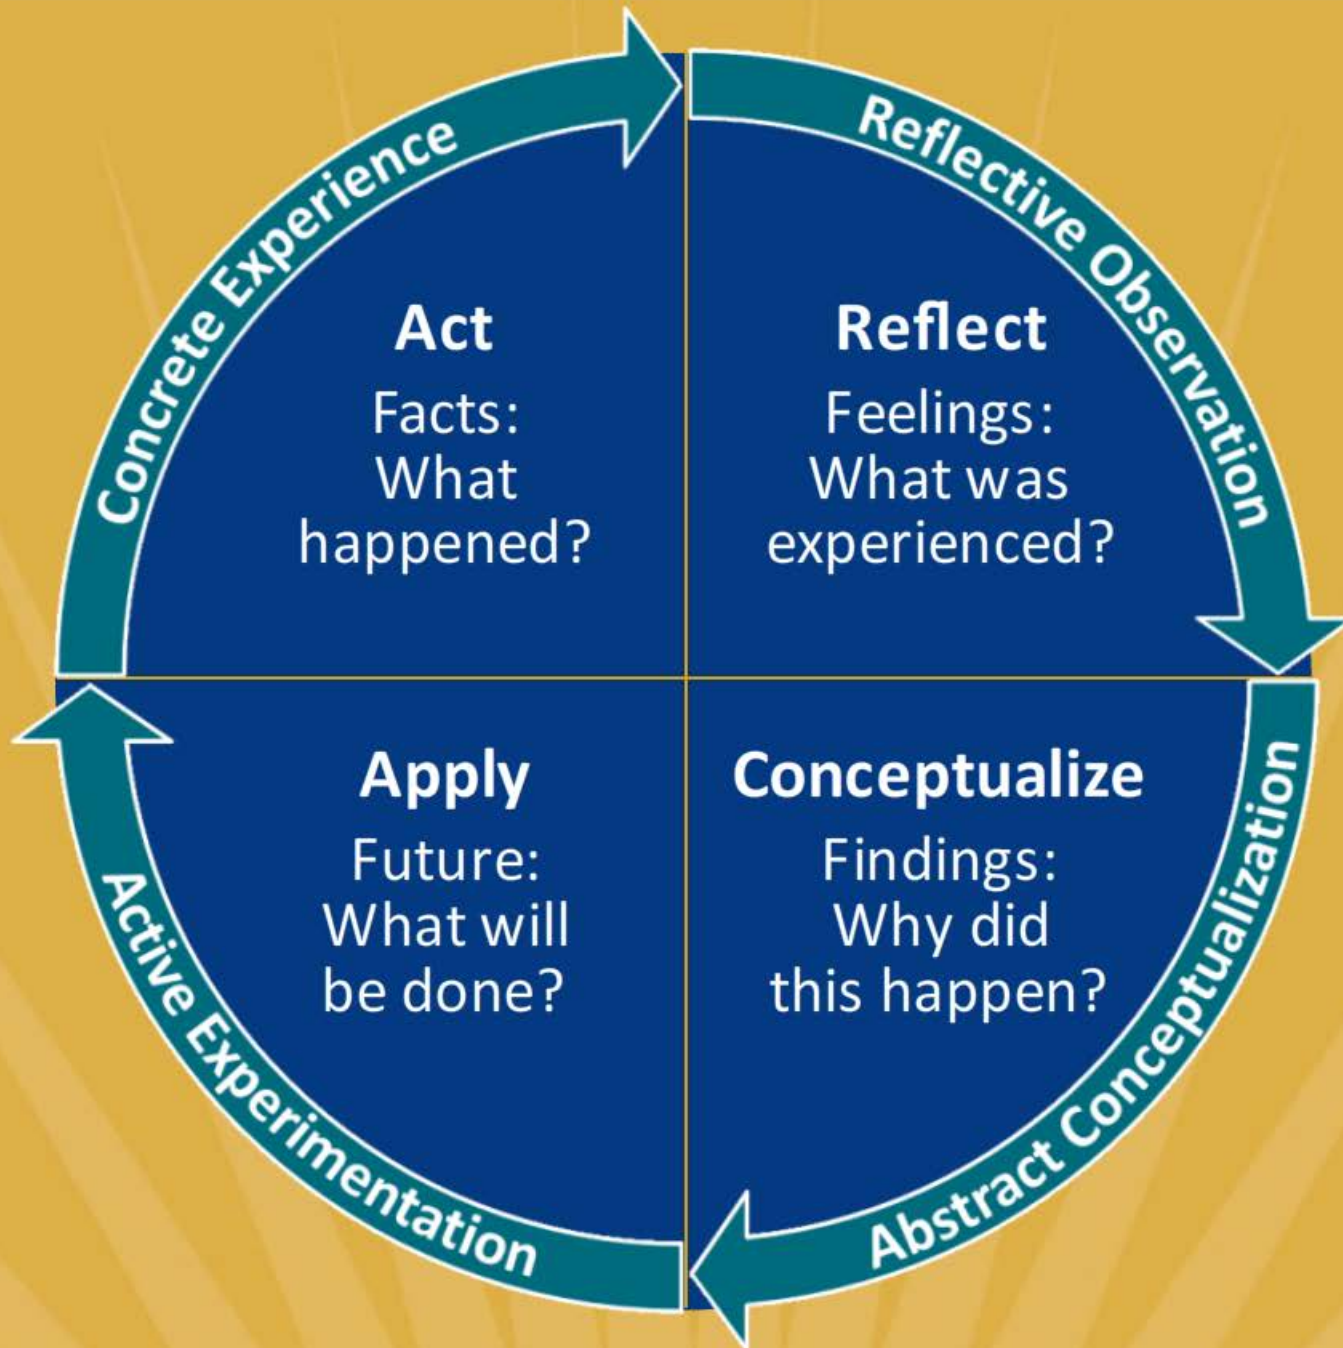 Concrete Experience
Act
Facts:
What
happened?
Reflective Observation
Reflect
Feelings:
What was
experienced?
Abstract Conceptualization
Conceptualize
Findings:
Why did
this happen?
Active Experimentation
Apply
Future:
What will
be done?